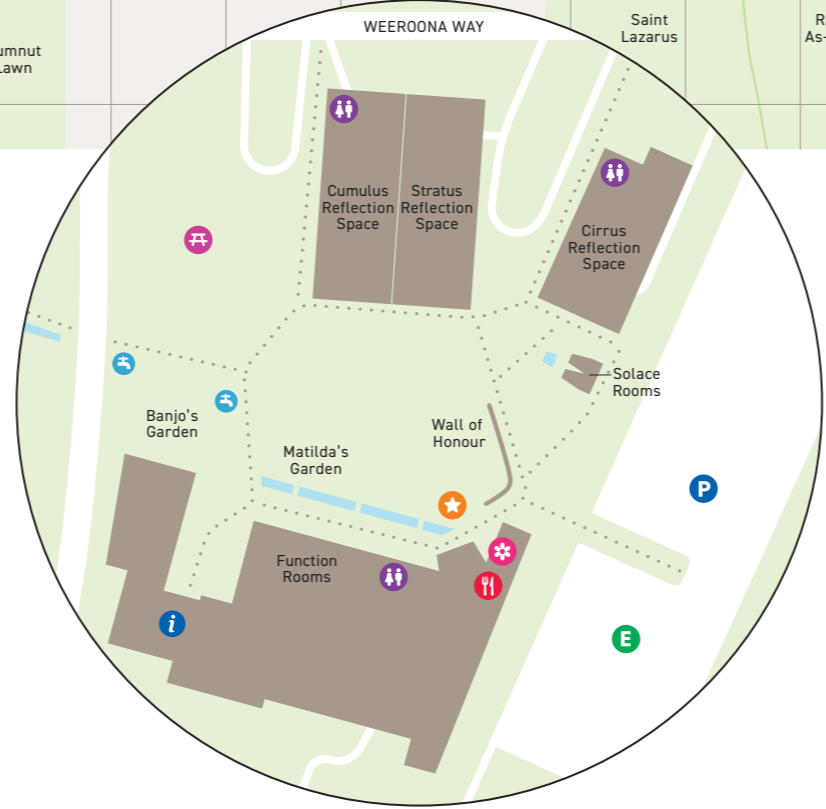 WEEROONA WAY
Saint
Lazarus
Cumulus
Reflection
Space
Stratus
Reflection
Space
Cirrus
Reflection
Space
Solace
Rooms
Banjo's
Garden
Wall of
Honour
Matilda's
Garden
P
Function
Rooms
i
E